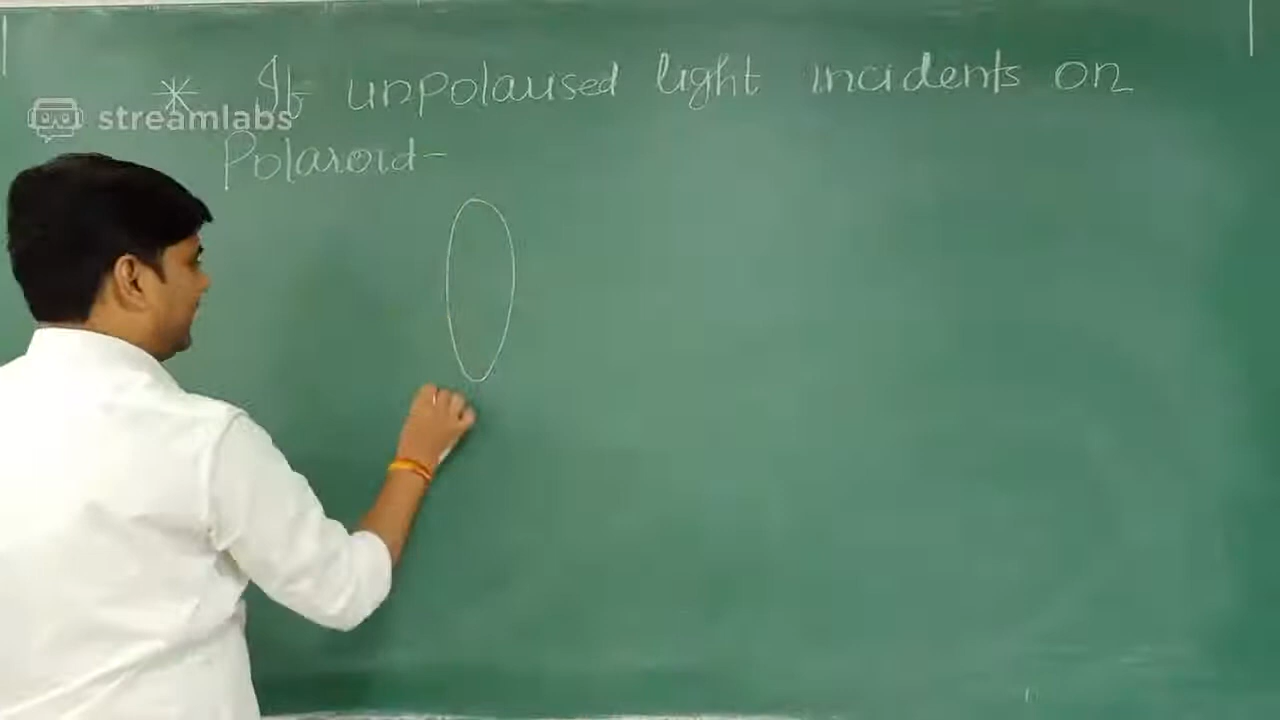 * If unpolarised light incidents on
streamlabs
Polaroid-